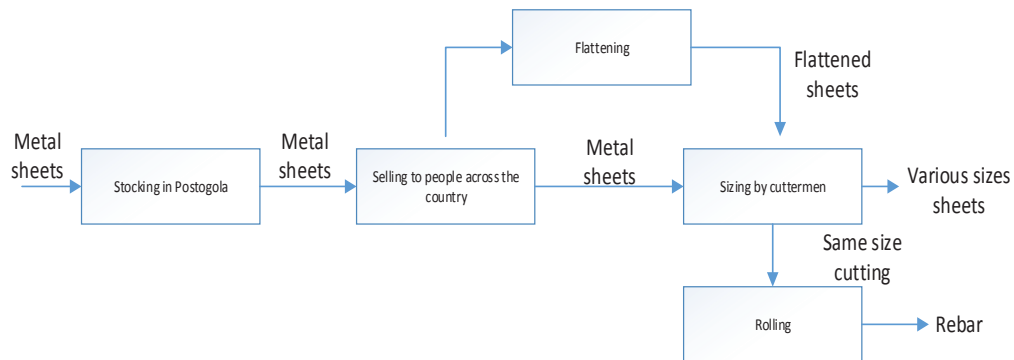 Flattening
Flattened
sheets
Metal
sheets
Metal
sheets
Metal
sheets
Stocking in Postogola
Selling to people across the
country
Sizing by cuttermen
Various sizes
sheets
Same size
cutting
Rolling
Rebar